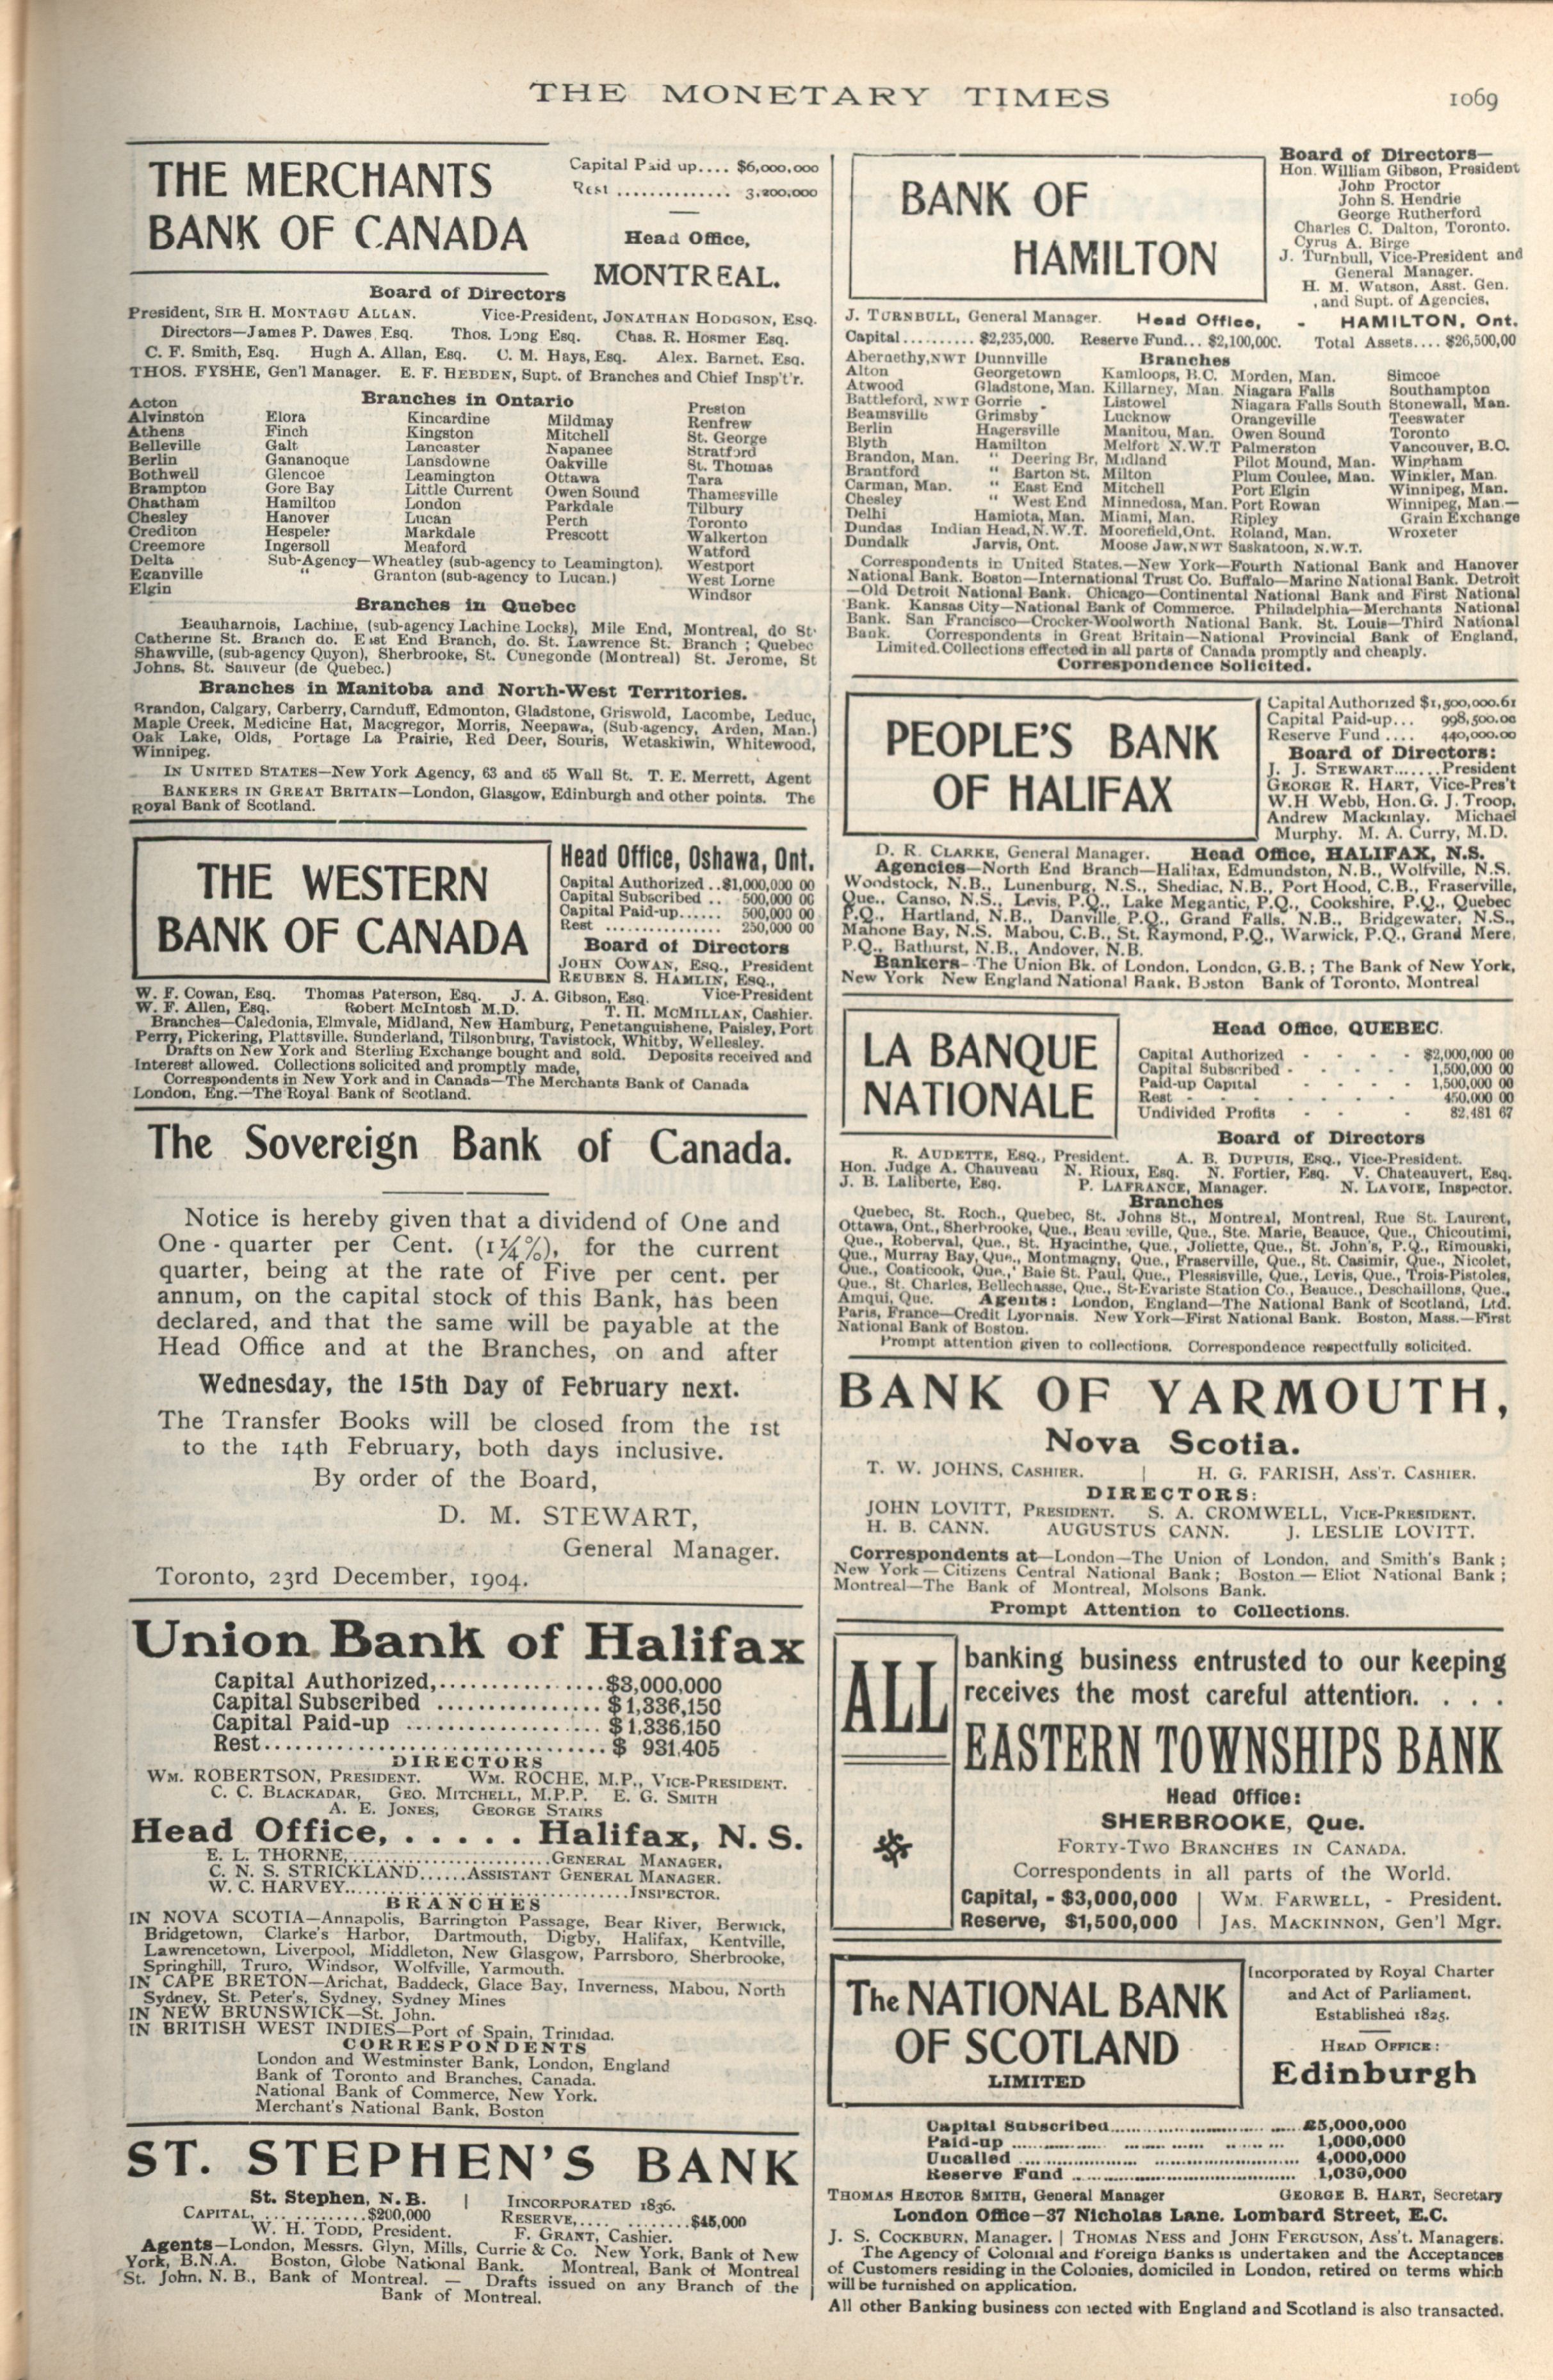 THE MONETARY TIMES
1069
THE MERCHANTS
BANK OF CANADA
Capital Paid up.... $6,000,000
Rest .............. 3,200,000
Head Office,
MONTREAL.
Board of Directors
President, SIR H. MONTAGU ALLAN. Vice-President, JONATHAN HODGSON, ESQ.
Directors—James P. Dawes Esq. Thos. Long Esq. Chas. R. Hosmer Esq.
C. F. Smith, Esq. Hugh A. Allan, Esq. C. M. Hays, Esq. Alex. Barnet, Esq.
THOS. FYSHE, Gen'l Manager. E. F. HEBDEN, Supt. of Branches and Chief Insp't'r.
Branches in Ontario
Acton
Alvinston
Athens
Belleville
Berlin
Bothwell
Brampton
Chatham
Chesley
Crediton
Creemore
Delta
Eganville
Elgin
Elora
Finch
Galt
Gananoque
Glencoe
Gore Bay
Hamilton
Hanover
Hespeler
Ingersoll
Kincardine
Kingston
Lancaster
Lansdowne
Leamington
Little Current
London
Lucan
Markdale
Meaford
Mildmay
Mitchell
Napanee
Oakville
Ottawa
Owen Sound
Parkdale
Perth
Prescott
Preston
Renfrew
St. George
Stratford
St. Thomas
Tara
Thamesville
Tilbury
Toronto
Walkerton
Watford
Westport
West Lorne
Windsor
Sub-Agency—Wheatley (sub-agency to Leamington).
" Granton (sub-agency to Lucan.)
Branches in Quebec
Beauharnois, Lachine, (sub-agency Lachine Locks), Mile End, Montreal, do St.
Catherine St. Branch do. East End Branch, do. St. Lawrence St. Branch ; Quebec
Shawville, (sub-agency Quyon), Sherbrooke, St. Cunegonde (Montreal) St. Jerome, St
Johns, St. Sauveur (de Quebec.)
Branches in Manitoba and North-West Territories.
Brandon, Calgary, Carberry, Carnduff, Edmonton, Gladstone, Griswold, Lacombe, Leduc,
Maple Creek, Medicine Hat, Macgregor, Morris, Neepawa, (Sub-agency, Arden, Man.)
Oak Lake, Olds, Portage La Prairie, Red Deer, Souris, Wetaskiwin, Whitewood,
Winnipeg.
IN UNITED STATES—New York Agency, 63 and 65 Wall St. T. E. Merrett, Agent
BANKERS IN GREAT BRITAIN—London, Glasgow, Edinburgh and other points. The
Royal Bank of Scotland.
THE WESTERN
BANK OF CANADA
Head Office, Oshawa, Ont.
Capital Authorized ..$1,000,000 00
Capital Subscribed .. 500,000 00
Capital Paid-up...... 500,000 00
Rest ................ 250,000 00
Board of Directors
JOHN COWAN, ESQ., President
REUBEN S. HAMLIN, ESQ.,
Vice-President
W. F. Cowan, Esq. Thomas Paterson, Esq. J. A. Gibson, Esq.
W. F. Allen, Esq. Robert McIntosh M.D. T. H. MCMILLAN, Cashier.
Branches—Caledonia, Elmvale, Midland, New Hamburg, Penetanguishene, Paisley, Port
Perry, Pickering, Plattsville, Sunderland, Tilsonburg, Tavistock, Whitby, Wellesley.
Drafts on New York and Sterling Exchange bought and sold. Deposits received and
Interest allowed. Collections solicited and promptly made,
Correspondents in New York and in Canada—The Merchants Bank of Canada
London, Eng.—The Royal Bank of Scotland.
The Sovereign Bank of Canada.
Notice is hereby given that a dividend of One and
One-quarter per Cent. (1¼%), for the current
quarter, being at the rate of Five per cent. per
annum, on the capital stock of this Bank, has been
declared, and that the same will be payable at the
Head Office and at the Branches, on and after
Wednesday, the 15th Day of February next.
The Transfer Books will be closed from the 1st
to the 14th February, both days inclusive.
By order of the Board,
D. M. STEWART,
General Manager.
Toronto, 23rd December, 1904.
Union Bank of Halifax
Capital Authorized,................$3,000,000
Capital Subscribed ................$1,336,150
Capital Paid-up ...................$1,336,150
Rest.................................$ 931,405
DIRECTORS
WM. ROBERTSON, PRESIDENT. WM. ROCHE, M.P., VICE-PRESIDENT.
C. C. BLACKADAR, GEO. MITCHELL, M.P.P. E. G. SMITH
A. E. JONES, GEORGE STAIRS
Head Office, . . . . . Halifax, N. S.
E. L. THORNE,........................GENERAL MANAGER.
C. N. S. STRICKLAND......ASSISTANT GENERAL MANAGER.
W. C. HARVEY..................................INSPECTOR.
BRANCHES
IN NOVA SCOTIA—Annapolis, Barrington Passage, Bear River, Berwick,
Bridgetown, Clarke's Harbor, Dartmouth, Digby, Halifax, Kentville,
Lawrencetown, Liverpool, Middleton, New Glasgow, Parrsboro, Sherbrooke,
Springhill, Truro, Windsor, Wolfville, Yarmouth.
IN CAPE BRETON—Arichat, Baddeck, Glace Bay, Inverness, Mabou, North
Sydney, St. Peter's, Sydney, Sydney Mines
IN NEW BRUNSWICK—St. John.
IN BRITISH WEST INDIES—Port of Spain, Trinidad.
CORRESPONDENTS
London and Westminster Bank, London, England
Bank of Toronto and Branches, Canada.
National Bank of Commerce, New York.
Merchant's National Bank, Boston
ST. STEPHEN'S BANK
St. Stephen, N. B. | INCORPORATED 1836.
CAPITAL, ..............$200,000 RESERVE,.... ........$45,000
W. H. TODD, President. F. GRANT, Cashier.
Agents—London, Messrs. Glyn, Mills, Currie & Co. New York, Bank of New
York, B.N.A. Boston, Globe National Bank. Montreal, Bank of Montreal
St. John, N. B., Bank of Montreal. — Drafts issued on any Branch of the
Bank of Montreal.
BANK OF
HAMILTON
Board of Directors—
Hon. William Gibson, President
John Proctor
John S. Hendrie
George Rutherford
Charles C. Dalton, Toronto.
Cyrus A. Birge
J. Turnbull, Vice-President and
General Manager.
H. M. Watson, Asst. Gen.
, and Supt. of Agencies,
J. TURNBULL, General Manager. Head Office, - HAMILTON, Ont.
Capital.......... $2,235,000. Reserve Fund... $2,100,000. Total Assets.... $26,500,00
Branches
Abernethy, NWT
Alton
Atwood
Battleford, NWT
Beamsville
Berlin
Blyth
Brandon, Man.
Brantford
Carman, Man.
Chesley
Delhi
Dundas
Dundalk
Dunnville
Georgetown
Gladstone, Man.
Gorrie
Grimsby
Hagersville
Hamilton
" Deering Br,
" Barton St.
" East End
" West End
Hamiota, Man.
Indian Head, N.W.T.
Jarvis, Ont.
Kamloops, B.C.
Killarney, Man.
Listowel
Lucknow
Manitou, Man.
Melfort N.W.T
Midland
Milton
Mitchell
Minnedosa, Man.
Miami, Man.
Moorefield, Ont.
Moose Jaw, NWT
Morden, Man.
Niagara Falls
Niagara Falls South
Orangeville
Owen Sound
Palmerston
Pilot Mound, Man.
Plum Coulee, Man.
Port Elgin
Port Rowan
Ripley
Roland, Man.
Saskatoon, N.W.T.
Simcoe
Southampton
Stonewall, Man.
Teeswater
Toronto
Vancouver, B.C.
Wingham
Winkler, Man.
Winnipeg, Man.
Winnipeg, Man.—
Grain Exchange
Wroxeter
Correspondents in United States.—New York—Fourth National Bank and Hanover
National Bank. Boston—International Trust Co. Buffalo—Marine National Bank. Detroit
—Old Detroit National Bank. Chicago—Continental National Bank and First National
Bank. Kansas City—National Bank of Commerce. Philadelphia—Merchants National
Bank. San Francisco—Crocker-Woolworth National Bank. St. Louis—Third National
Bank. Correspondents in Great Britain—National Provincial Bank of England,
Limited. Collections effected in all parts of Canada promptly and cheaply.
Correspondence Solicited.
PEOPLE'S BANK
OF HALIFAX
Capital Authorized $1,500,000.61
Capital Paid-up... 998,500.00
Reserve Fund .... 440,000.00
Board of Directors:
J. J. STEWART.......President
GEORGE R. HART, Vice-Pres't
W. H Webb, Hon. G. J. Troop,
Andrew Mackinlay. Michael
Murphy. M. A. Curry, M.D.
D. R. CLARKE, General Manager. Head Office, HALIFAX, N.S.
Agencies—North End Branch—Halifax, Edmundston, N.B., Wolfville, N.S.
Woodstock, N.B., Lunenburg, N.S., Shediac, N.B., Port Hood, C.B., Fraserville,
Que., Canso, N.S., Levis, P.Q., Lake Megantic, P.Q., Cookshire, P.Q., Quebec
P.Q., Hartland, N.B., Danville, P.Q., Grand Falls, N.B., Bridgewater, N.S.,
Mahone Bay, N.S. Mabou, C.B., St. Raymond, P.Q., Warwick, P.Q., Grand Mere,
P.Q., Bathurst, N.B., Andover, N.B.
Bankers—The Union Bk. of London, London, G.B. ; The Bank of New York,
New York New England National Bank, Boston Bank of Toronto, Montreal
LA BANQUE
NATIONALE
Head Office, QUEBEC.
Capital Authorized - - - - $2,000,000 00
Capital Subscribed - - - - 1,500,000 00
Paid-up Capital - - - - 1,500,000 00
Rest - - - - - - 450,000 00
Undivided Profits - - - 82,481 67
Board of Directors
R. AUDETTE, ESQ., President. A. B. DUPUIS, ESQ., Vice-President.
Hon. Judge A. Chauveau N. Rioux, Esq. N. Fortier, Esq. V. Chateauvert, Esq.
J. B. Laliberte, Esq. P. LAFRANCE, Manager. N. LAVOIE, Inspector.
Branches
Quebec, St. Roch., Quebec, St. Johns St., Montreal, Montreal, Rue St. Laurent,
Ottawa, Ont., Sherbrooke, Que., Beau ceville, Que., Ste. Marie, Beauce, Que., Chicoutimi,
Que., Roberval, Que., St. Hyacinthe, Que., Joliette, Que., St. John's, P.Q., Rimouski,
Que., Murray Bay, Que., Montmagny, Que., Fraserville, Que., St. Casimir, Que., Nicolet,
Que., Coaticook, Que., Baie St. Paul, Que., Plessisville, Que., Levis, Que., Trois-Pistoles,
Que., St. Charles, Bellechasse, Que., St-Evariste Station Co., Beauce., Deschaillons, Que.,
Amqui, Que. Agents: London, England—The National Bank of Scotland, Ltd.
Paris, France—Credit Lyonnais. New York—First National Bank. Boston, Mass.—First
National Bank of Boston.
Prompt attention given to collections. Correspondence respectfully solicited.
BANK OF YARMOUTH,
Nova Scotia.
T. W. JOHNS, CASHIER. | H. G. FARISH, ASS'T. CASHIER.
DIRECTORS:
JOHN LOVITT, PRESIDENT. S. A. CROMWELL, VICE-PRESIDENT.
H. B. CANN. AUGUSTUS CANN. J. LESLIE LOVITT.
Correspondents at—London—The Union of London, and Smith's Bank ;
New York — Citizens Central National Bank ; Boston — Eliot National Bank ;
Montreal—The Bank of Montreal, Molsons Bank.
Prompt Attention to Collections.
ALL
banking business entrusted to our keeping
receives the most careful attention. . . .
EASTERN TOWNSHIPS BANK
Head Office:
SHERBROOKE, Que.
FORTY-TWO BRANCHES IN CANADA.
Correspondents in all parts of the World.
Capital, - $3,000,000 | WM. FARWELL, - President.
Reserve, $1,500,000 | JAS. MACKINNON, Gen'l Mgr.
The NATIONAL BANK
OF SCOTLAND
LIMITED
Incorporated by Royal Charter
and Act of Parliament.
Established 1825.
HEAD OFFICE:
Edinburgh
Capital Subscribed.................................£5,000,000
Paid-up ................................. 1,000,000
Uncalled ................................. 4,000,000
Reserve Fund ................................. 1,030,000
THOMAS HECTOR SMITH, General Manager GEORGE B. HART, Secretary
London Office—37 Nicholas Lane. Lombard Street, E.C.
J. S. COCKBURN, Manager. | THOMAS NESS and JOHN FERGUSON, Ass't. Managers.
The Agency of Colonial and Foreign Banks is undertaken and the Acceptances
of Customers residing in the Colonies, domiciled in London, retired on terms which
will be furnished on application.
All other Banking business connected with England and Scotland is also transacted.